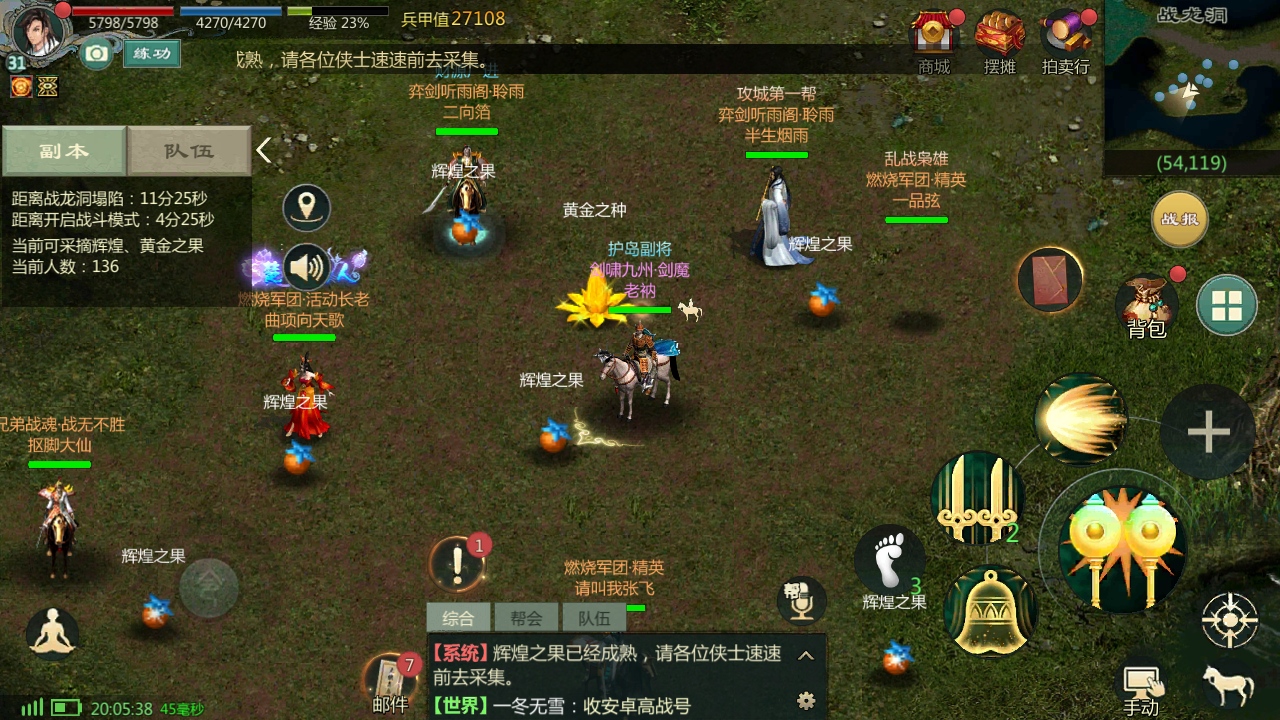 5798/5798
4270/4270
经验 23%
兵甲值27108
31
练功
成熟，请各位侠士速速前去采集。
商城
摆摊
拍卖行
战龙洞
(54,119)
副本
队伍
距离战龙洞塌陷：11分25秒
距离开启战斗模式：4分25秒
当前可采摘辉煌、黄金之果
当前人数：136
财源广进
弈剑听雨阁·聆雨
二向箔
辉煌之果
黄金之种
攻城第一帮
弈剑听雨阁·聆雨
半生烟雨
辉煌之果
乱战枭雄
燃烧军团·精英
一品弦
战报
背包
护岛副将
剑啸九州·剑魔
老衲
燃烧军团·活动长老
曲项向天歌
辉煌之果
辉煌之果
兄弟战魂·战无不胜
抠脚大仙
辉煌之果
燃烧军团·精英
请叫我张飞
辉煌之果
2
3
1
7
邮件
帮
综合
帮会
队伍
【系统】辉煌之果已经成熟，请各位侠士速速
前去采集。
【世界】一冬无雪：收安卓高战号
手动
20:05:38
45毫秒